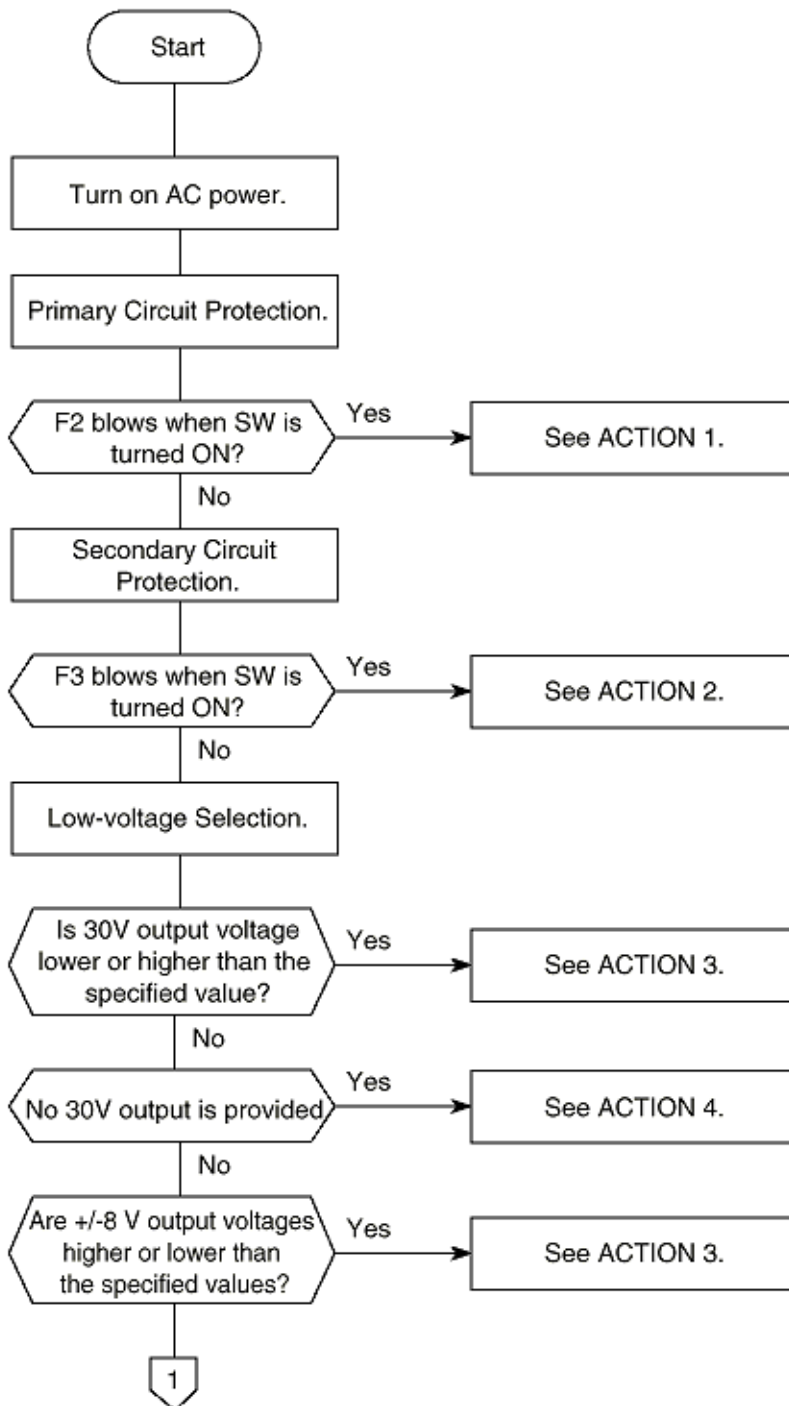 Start
Turn on AC power.
Primary Circuit Protection.
F2 blows when SW is
turned ON?
Yes
See ACTION 1.
No
Secondary Circuit
Protection.
F3 blows when SW is
turned ON?
Yes
See ACTION 2.
No
Low-voltage Selection.
Is 30V output voltage
lower or higher than the
specified value?
Yes
See ACTION 3.
No
No 30V output is provided
Yes
See ACTION 4.
No
Are +/-8 V output voltages
higher or lower than
the specified values?
Yes
See ACTION 3.
1